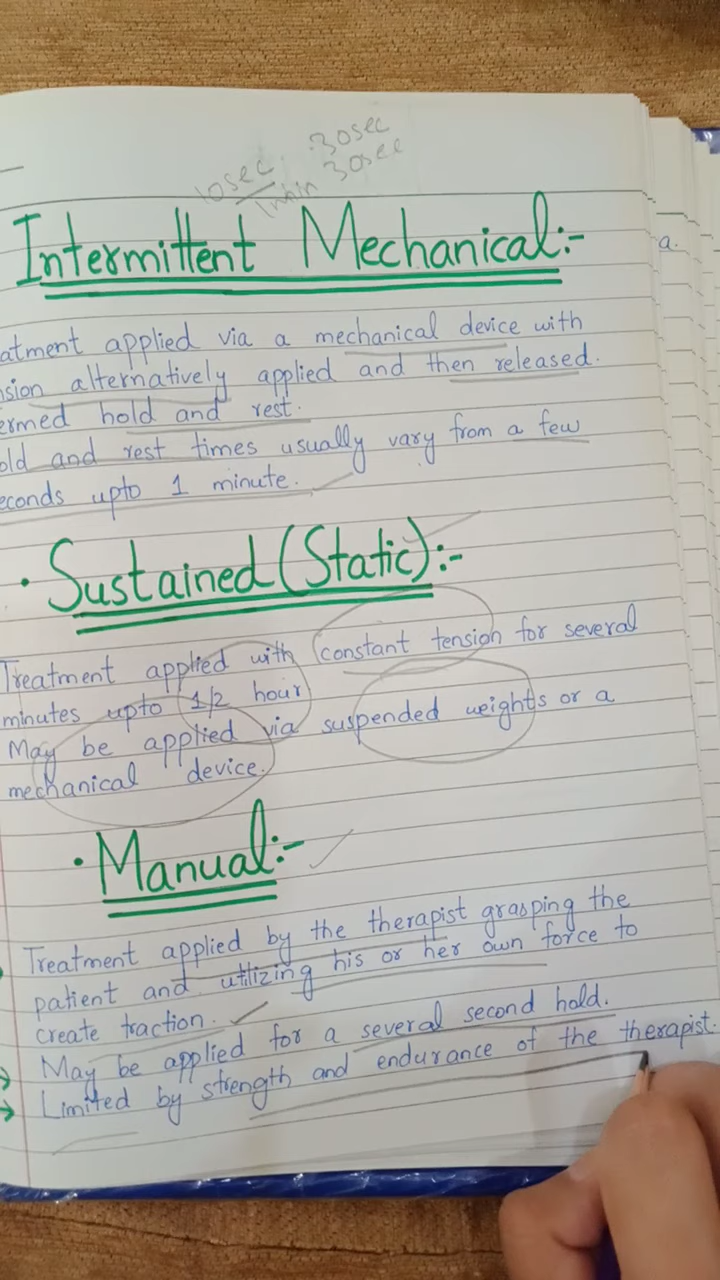 .30sec
10sec 30sec
1min
Intermittent Mechanical:-
a.
atment applied via a mechanical device with
sion alternatively applied and then released.
ermed hold and rest.
old and rest times usually vary from a few
econds upto 1 minute.
• Sustained (Static):-
Treatment applied with constant tension for several
minutes upto 1/2 hour
May be applied via suspended weights or a
mechanical device.
• Manual:-
Treatment applied by the therapist grasping the
patient and utilizing his or her own force to
create traction.
May be applied for a several second hold.
Limited by strength and endurance of the therapist.